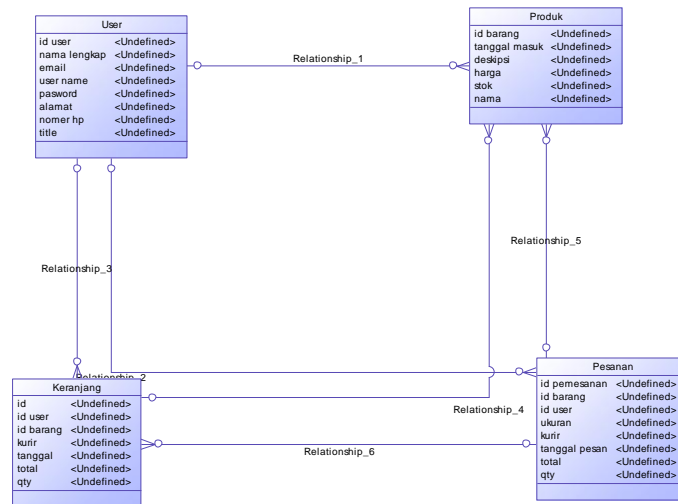 User
id user <Undefined>
nama lengkap <Undefined>
email <Undefined>
user name <Undefined>
pasword <Undefined>
alamat <Undefined>
nomer hp <Undefined>
title <Undefined>
Relationship_1
Produk
id barang <Undefined>
tanggal masuk <Undefined>
deskipsi <Undefined>
harga <Undefined>
stok <Undefined>
nama <Undefined>
Relationship_5
Relationship_3
Relationship_2
Keranjang
id <Undefined>
id user <Undefined>
id barang <Undefined>
kurir <Undefined>
tanggal <Undefined>
total <Undefined>
qty <Undefined>
Relationship_4
Relationship_6
Pesanan
id pemesanan <Undefined>
id barang <Undefined>
id user <Undefined>
ukuran <Undefined>
kurir <Undefined>
tanggal pesan <Undefined>
total <Undefined>
qty <Undefined>